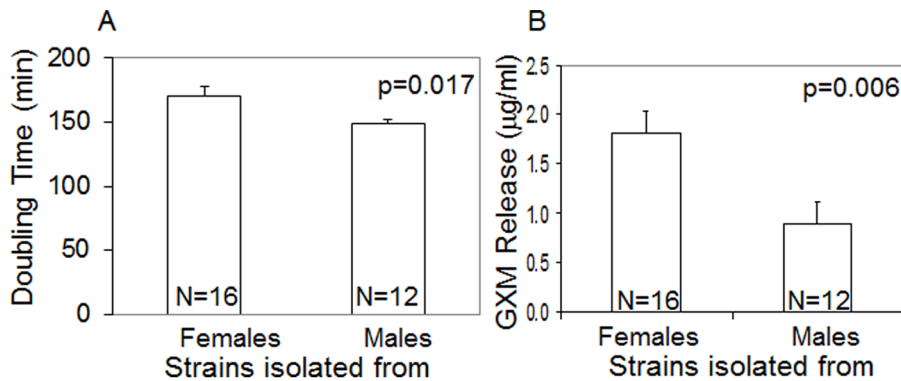 A
Doubling Time (min)
200
150
100
50
0
p=0.017
N=16
N=12
Females
Males
Strains isolated from
B
GXM Release (µg/ml)
2.5
2.0
1.5
1.0
0.5
0.0
p=0.006
N=16
N=12
Females
Males
Strains isolated from